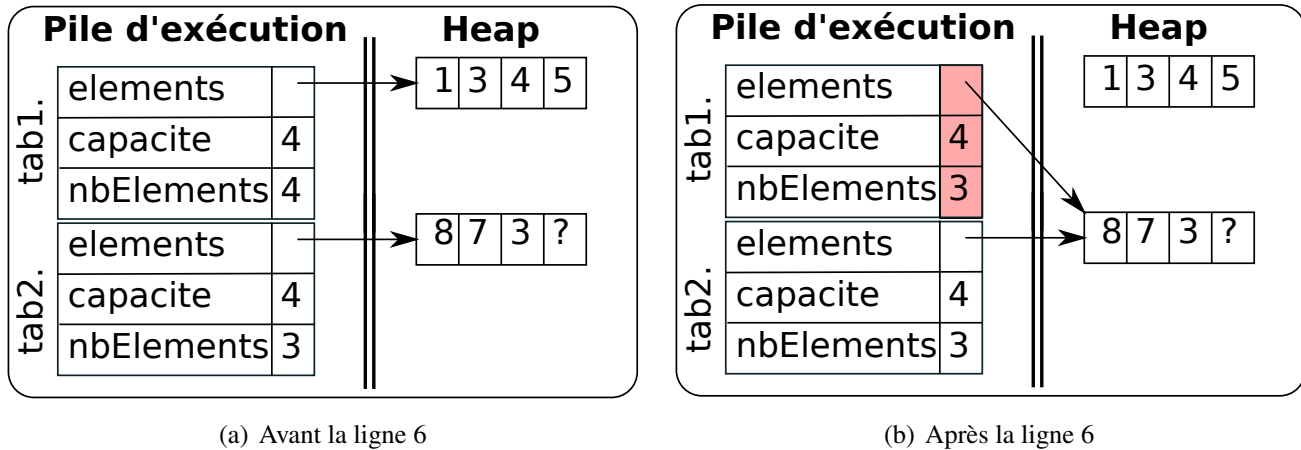 Pile d'exécution Heap
tab1.
elements
1 3 4 5
capacite 4
nbElements 4
tab2.
elements
8 7 3 ?
capacite 4
nbElements 3
(a) Avant la ligne 6
Pile d'exécution Heap
tab1.
elements
1 3 4 5
capacite 4
nbElements 3
tab2.
elements
8 7 3 ?
capacite 4
nbElements 3
(b) Après la ligne 6